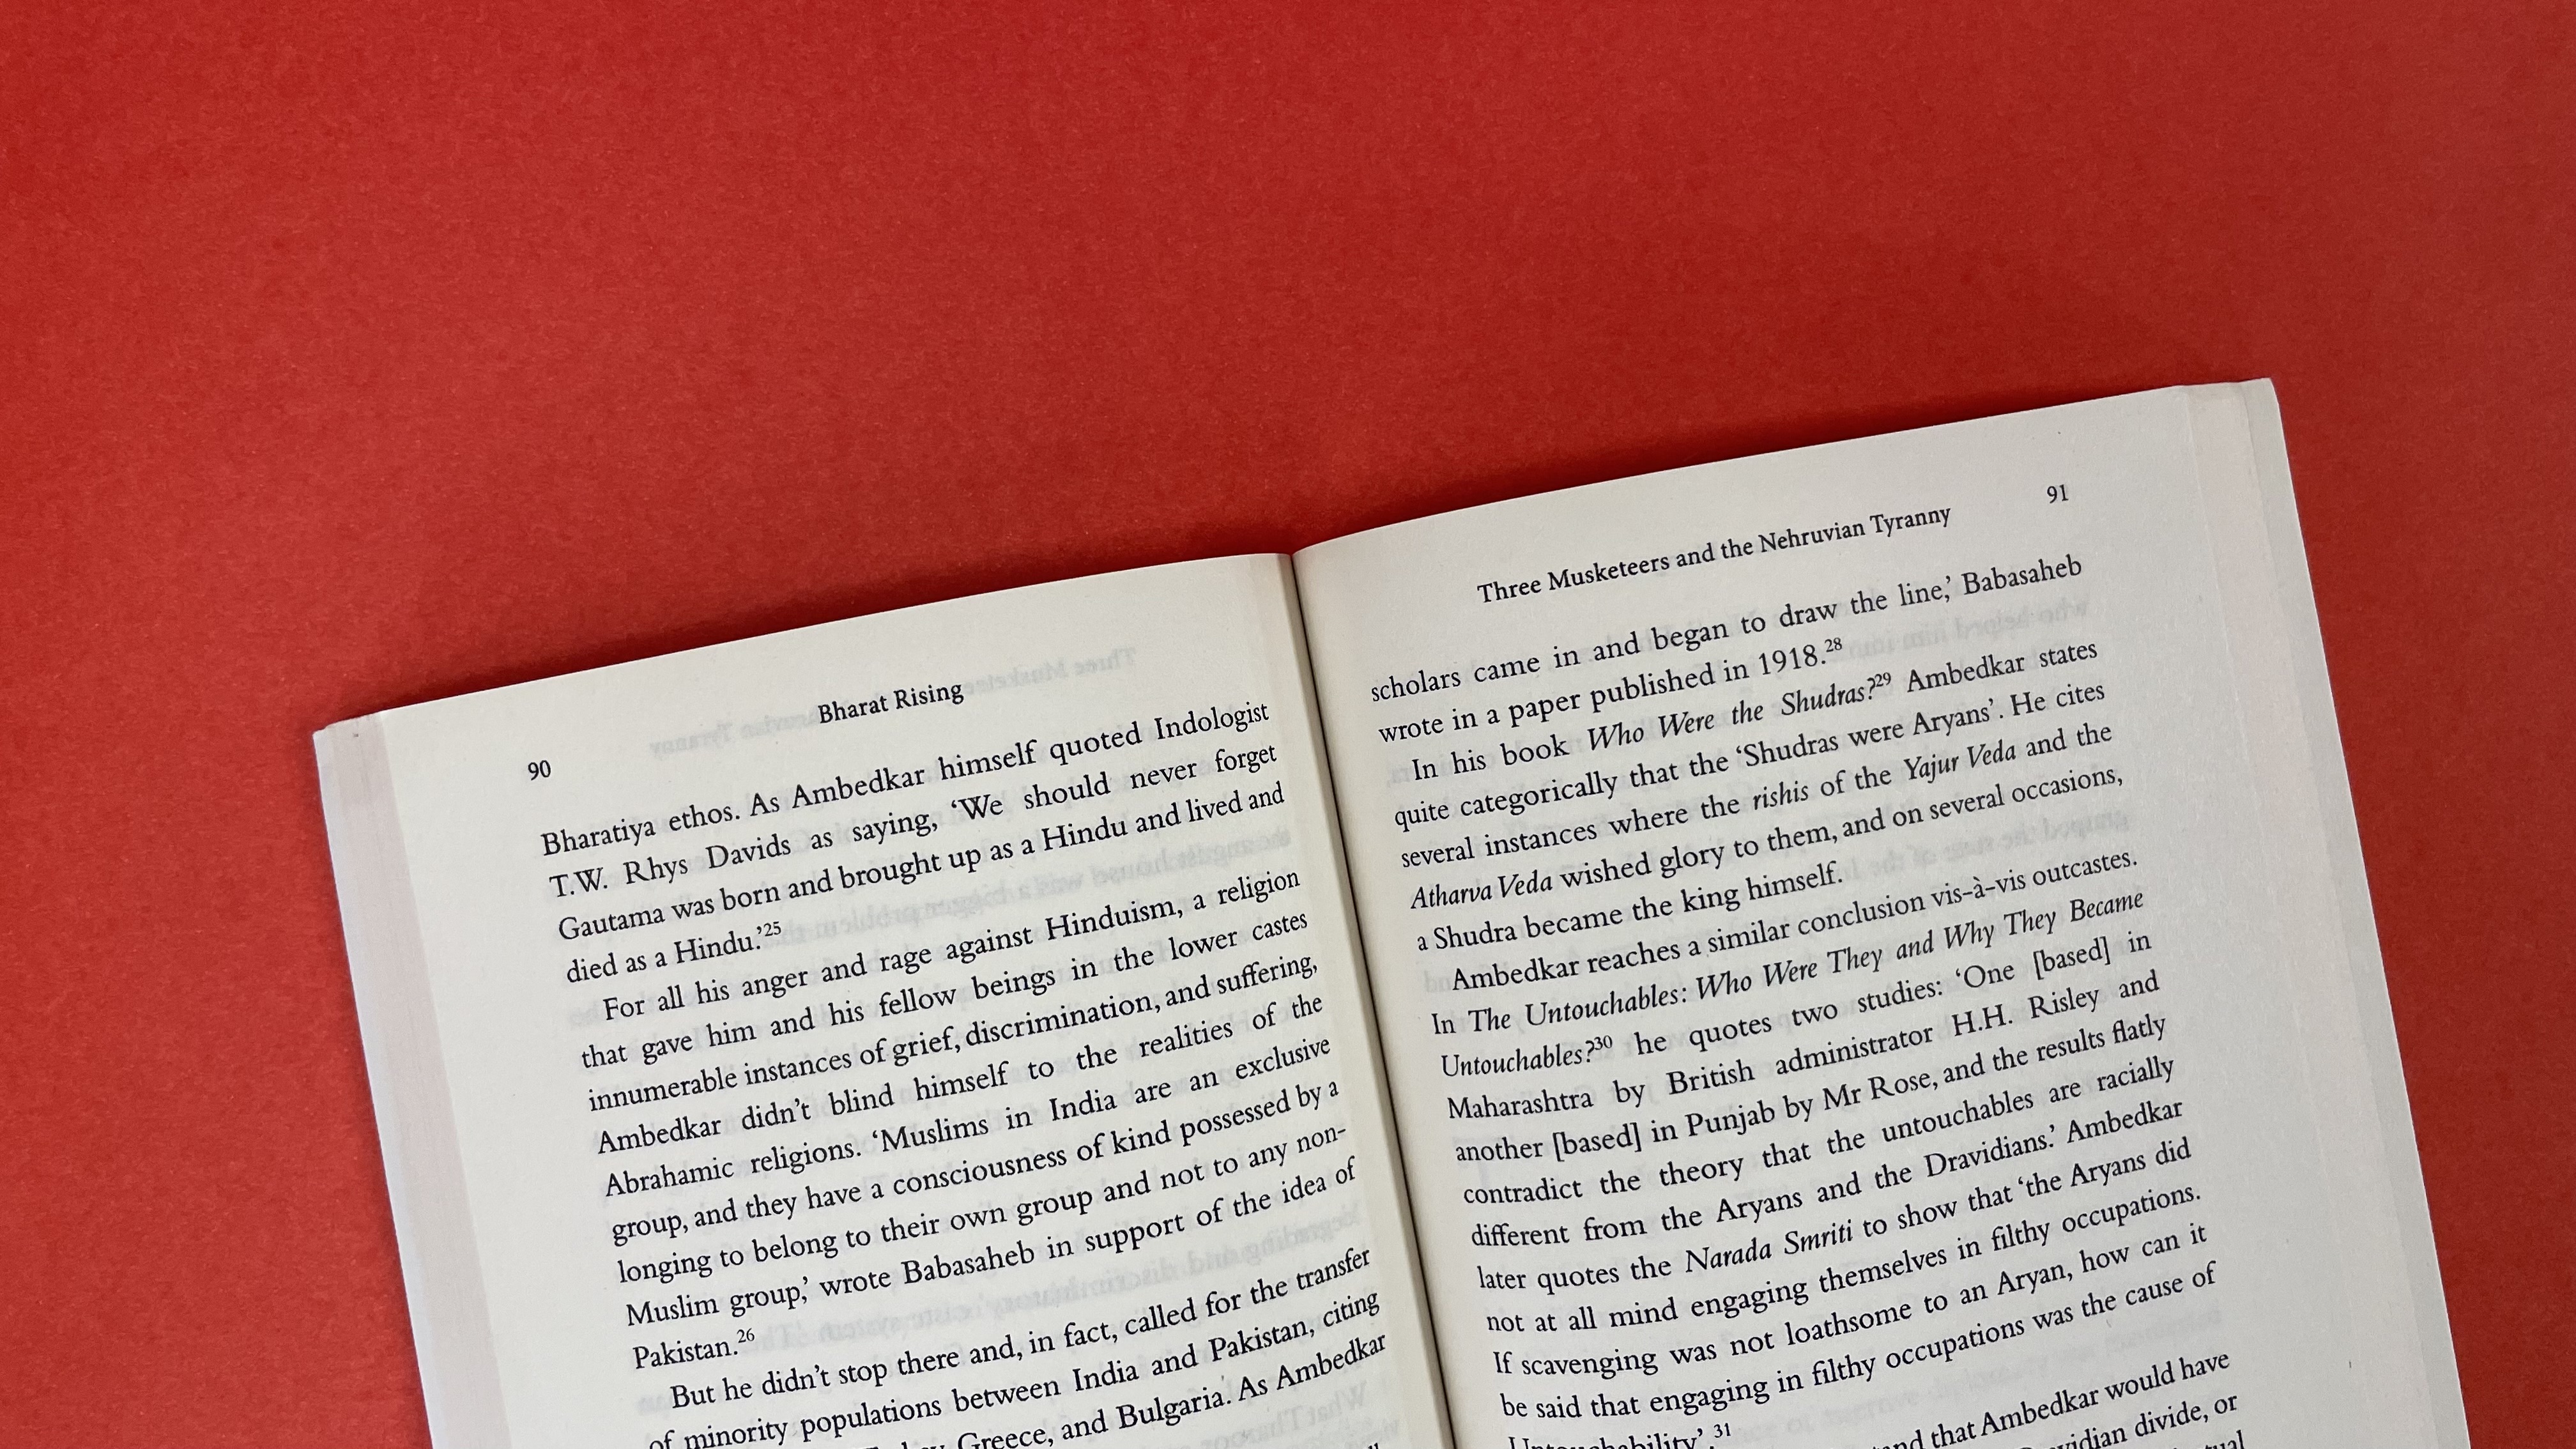 90
Bharat Rising
Bharatiya ethos. As Ambedkar himself quoted Indologist
T.W. Rhys Davids as saying, ‘We should never forget
Gautama was born and brought up as a Hindu and lived and
died as a Hindu.’25
For all his anger and rage against Hinduism, a religion
that gave him and his fellow beings in the lower castes
innumerable instances of grief, discrimination, and suffering,
Ambedkar didn’t blind himself to the realities of the
Abrahamic religions. ‘Muslims in India are an exclusive
group, and they have a consciousness of kind possessed by a
longing to belong to their own group and not to any non-
Muslim group,’ wrote Babasaheb in support of the idea of
Pakistan.26
But he didn’t stop there and, in fact, called for the transfer
of minority populations between India and Pakistan, citing
Greece, and Bulgaria. As Ambedkar
Three Musketeers and the Nehruvian Tyranny
91
scholars came in and began to draw the line,’ Babasaheb
wrote in a paper published in 1918.28
In his book Who Were the Shudras?29 Ambedkar states
quite categorically that the ‘Shudras were Aryans’. He cites
several instances where the rishis of the Yajur Veda and the
Atharva Veda wished glory to them, and on several occasions,
a Shudra became the king himself.
Ambedkar reaches a similar conclusion vis-à-vis outcastes.
In The Untouchables: Who Were They and Why They Became
Untouchables?30 he quotes two studies: ‘One [based] in
Maharashtra by British administrator H.H. Risley and
another [based] in Punjab by Mr Rose, and the results flatly
contradict the theory that the untouchables are racially
different from the Aryans and the Dravidians.’ Ambedkar
later quotes the Narada Smriti to show that ‘the Aryans did
not at all mind engaging themselves in filthy occupations.
If scavenging was not loathsome to an Aryan, how can it
be said that engaging in filthy occupations was the cause of
Untouchability’.31
that Ambedkar would have
divide, or